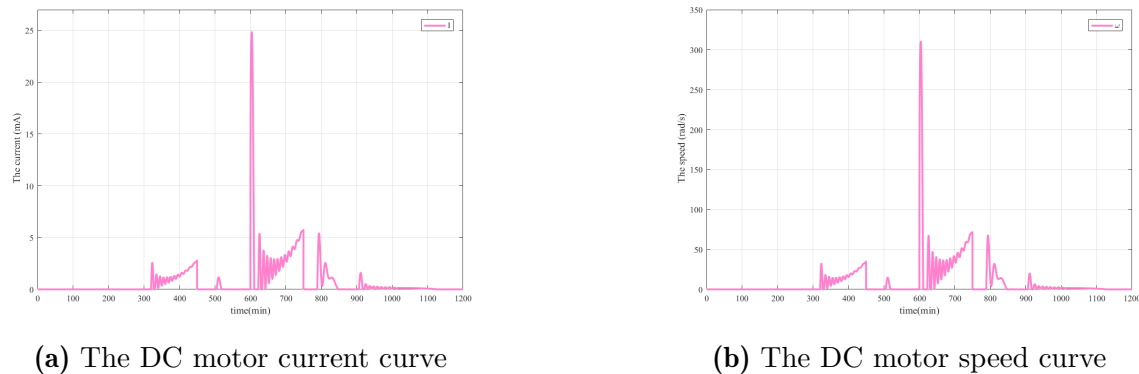 30
25
20
15
10
5
0
The current (mA)
I
0 100 200 300 400 500 600 700 800 900 1000 1100 1200
time(min)
(a) The DC motor current curve
350
300
250
200
150
100
50
0
The speed (rad/s)
ω
0 100 200 300 400 500 600 700 800 900 1000 1100 1200
time(min)
(b) The DC motor speed curve